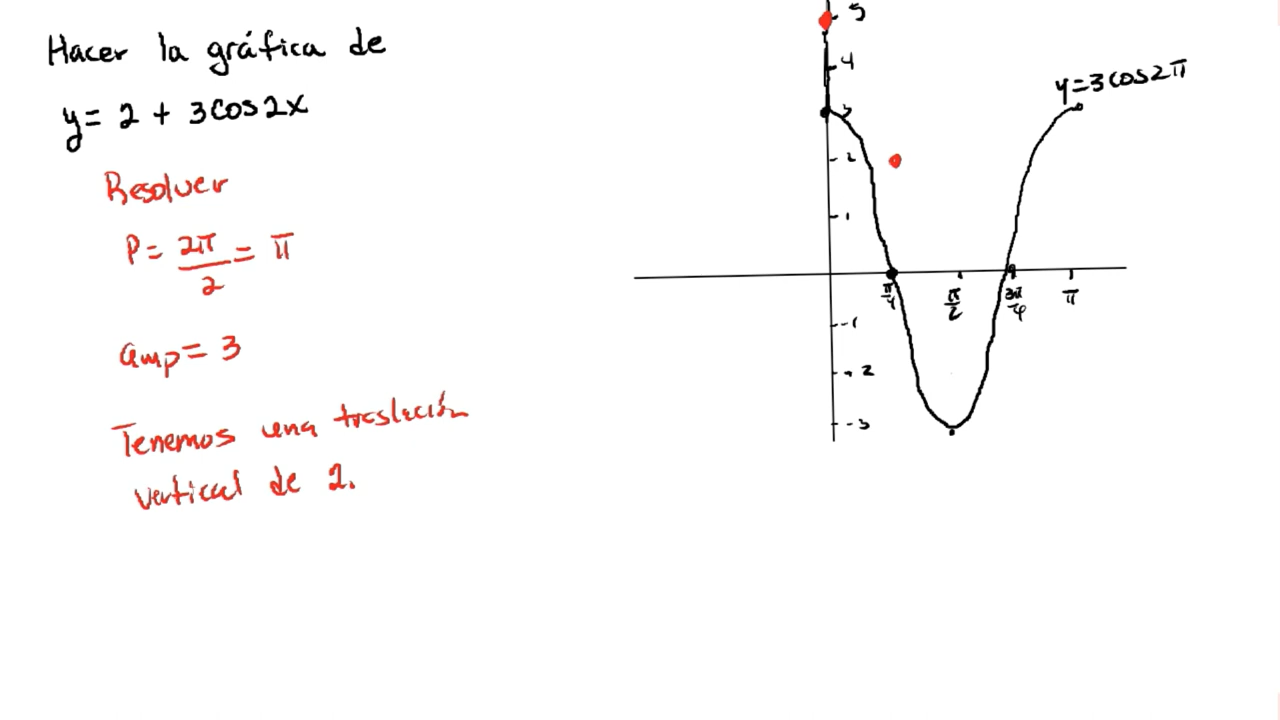 Hacer la gráfica de
y = 2 + 3cos2x
Resolver
P = 2π/2 = π
amp = 3
Tenemos una traslación
vertical de 2.
5
4
3
2
1
-1
-2
-3
π/4
π/2
3π/4
π
y=3cos2π